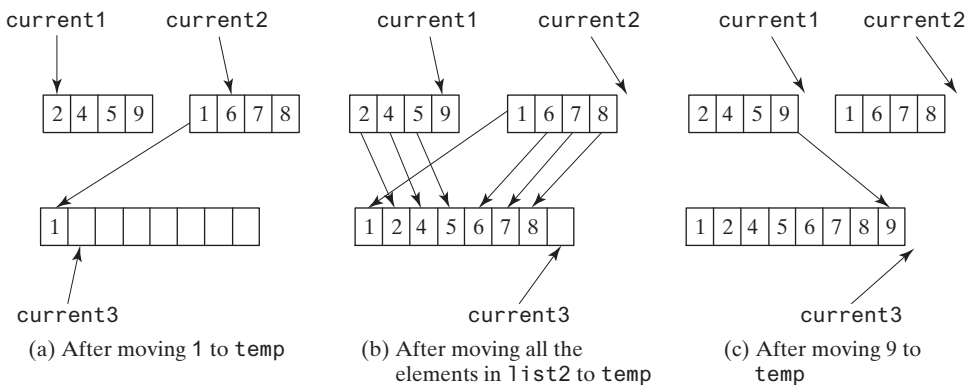 current1 current2 current1 current2 current1 current2
2 4 5 9 1 6 7 8 2 4 5 9 1 6 7 8 2 4 5 9 1 6 7 8
1 1 2 4 5 6 7 8 1 2 4 5 6 7 8 9
current3 current3 current3
(a) After moving 1 to temp
(b) After moving all the
elements in list2 to temp
(c) After moving 9 to
temp